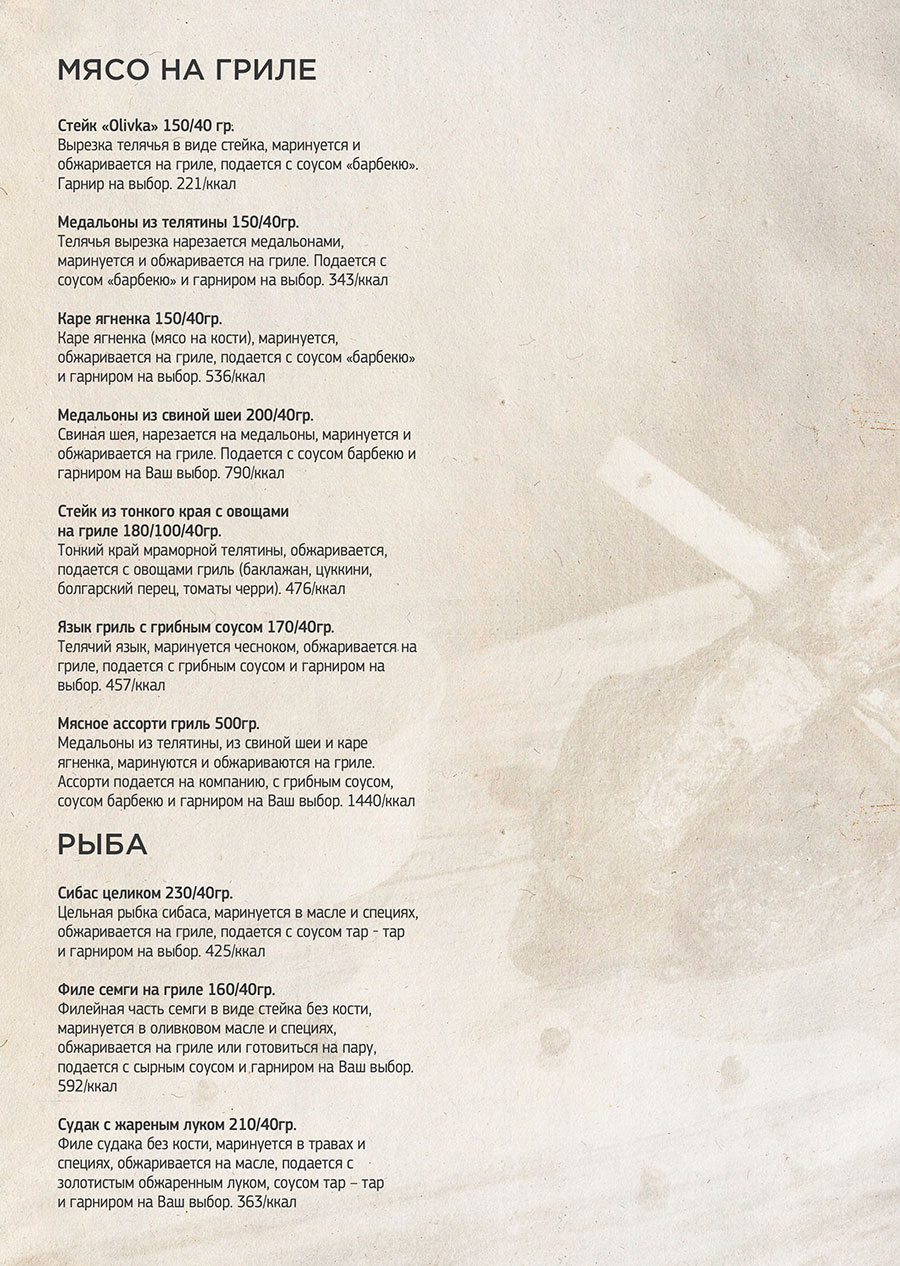 МЯСО НА ГРИЛЕ
Стейк «Olivka» 150/40 гр.
Вырезка телячья в виде стейка, маринуется и
обжаривается на гриле, подается с соусом «барбекю».
Гарнир на выбор. 221/ккал
Медальоны из телятины 150/40гр.
Телячья вырезка нарезается медальонами,
маринуется и обжаривается на гриле. Подается с
соусом «барбекю» и гарниром на выбор. 343/ккал
Каре ягненка 150/40гр.
Каре ягненка (мясо на кости), маринуется,
обжаривается на гриле, подается с соусом «барбекю»
и гарниром на выбор. 536/ккал
Медальоны из свиной шеи 200/40гр.
Свиная шея, нарезается на медальоны, маринуется и
обжаривается на гриле. Подается с соусом барбекю и
гарниром на Ваш выбор. 790/ккал
Стейк из тонкого края с овощами
на гриле 180/100/40гр.
Тонкий край мраморной телятины, обжаривается,
подается с овощами гриль (баклажан, цуккини,
болгарский перец, томаты черри). 476/ккал
Язык гриль с грибным соусом 170/40гр.
Телячий язык, маринуется чесноком, обжаривается на
гриле, подается с грибным соусом и гарниром на
выбор. 457/ккал
Мясное ассорти гриль 500гр.
Медальоны из телятины, из свиной шеи и каре
ягненка, маринуются и обжариваются на гриле.
Ассорти подается на компанию, с грибным соусом,
соусом барбекю и гарниром на Ваш выбор. 1440/ккал
РЫБА
Сибас целиком 230/40гр.
Цельная рыбка сибаса, маринуется в масле и специях,
обжаривается на гриле, подается с соусом тар - тар
и гарниром на выбор. 425/ккал
Филе семги на гриле 160/40гр.
Филейная часть семги в виде стейка без кости,
маринуется в оливковом масле и специях,
обжаривается на гриле или готовиться на пару,
подается с сырным соусом и гарниром на Ваш выбор.
592/ккал
Судак с жареным луком 210/40гр.
Филе судака без кости, маринуется в травах и
специях, обжаривается на масле, подается с
золотистым обжаренным луком, соусом тар – тар
и гарниром на Ваш выбор. 363/ккал